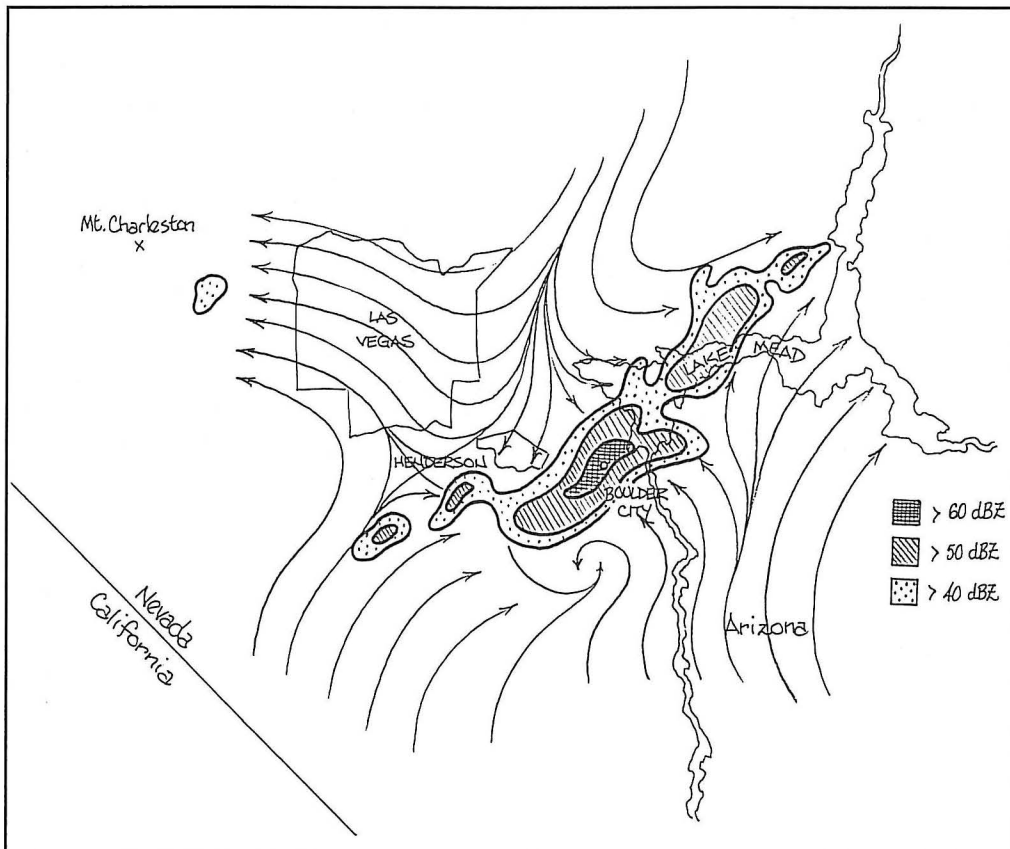 Mt. Charleston
x
LAS
VEGAS
LAKE MEAD
HENDERSON
BOULDER
CITY
> 60 dBZ
> 50 dBZ
> 40 dBZ
Nevada
California
Arizona